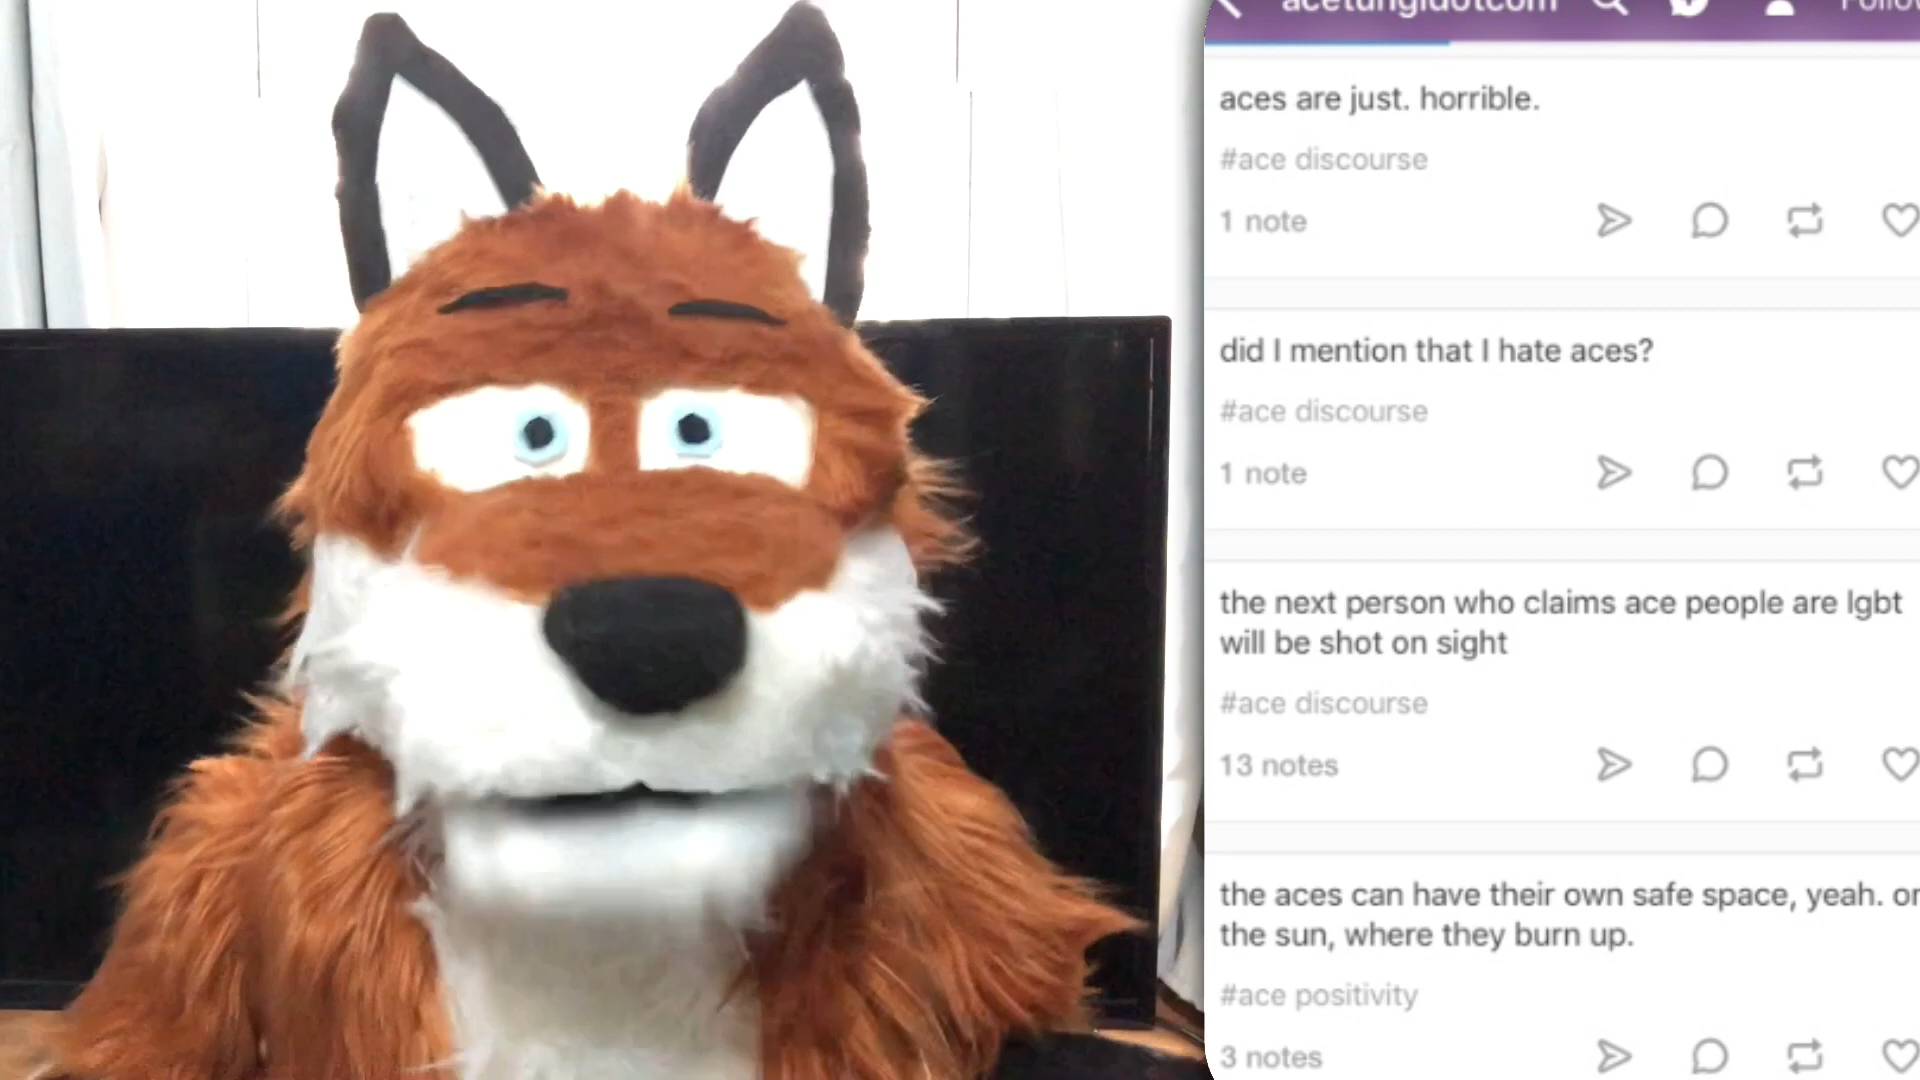 aces are just. horrible.
#ace discourse
1 note
did I mention that I hate aces?
#ace discourse
1 note
the next person who claims ace people are lgbt
will be shot on sight
#ace discourse
13 notes
the aces can have their own safe space, yeah. on
the sun, where they burn up.
#ace positivity
3 notes